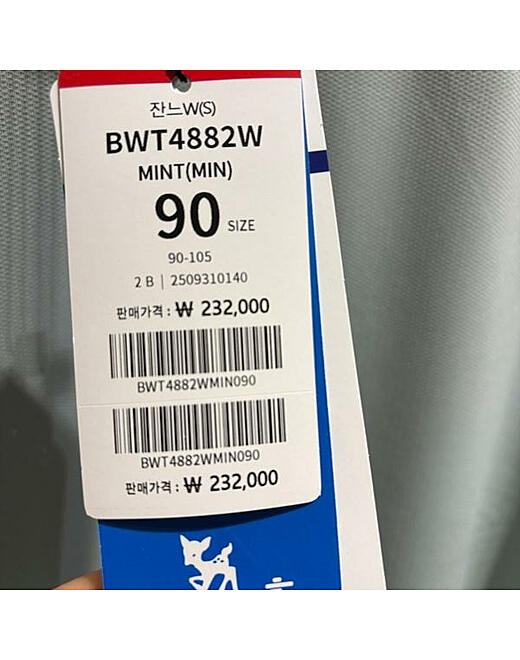 잔느W(S)
BWT4882W
MINT(MIN)
90 SIZE
90-105
2 B | 2509310140
판매가격 : ₩ 232,000
BWT4882WMIN090
BWT4882WMIN090
판매가격 : ₩ 232,000